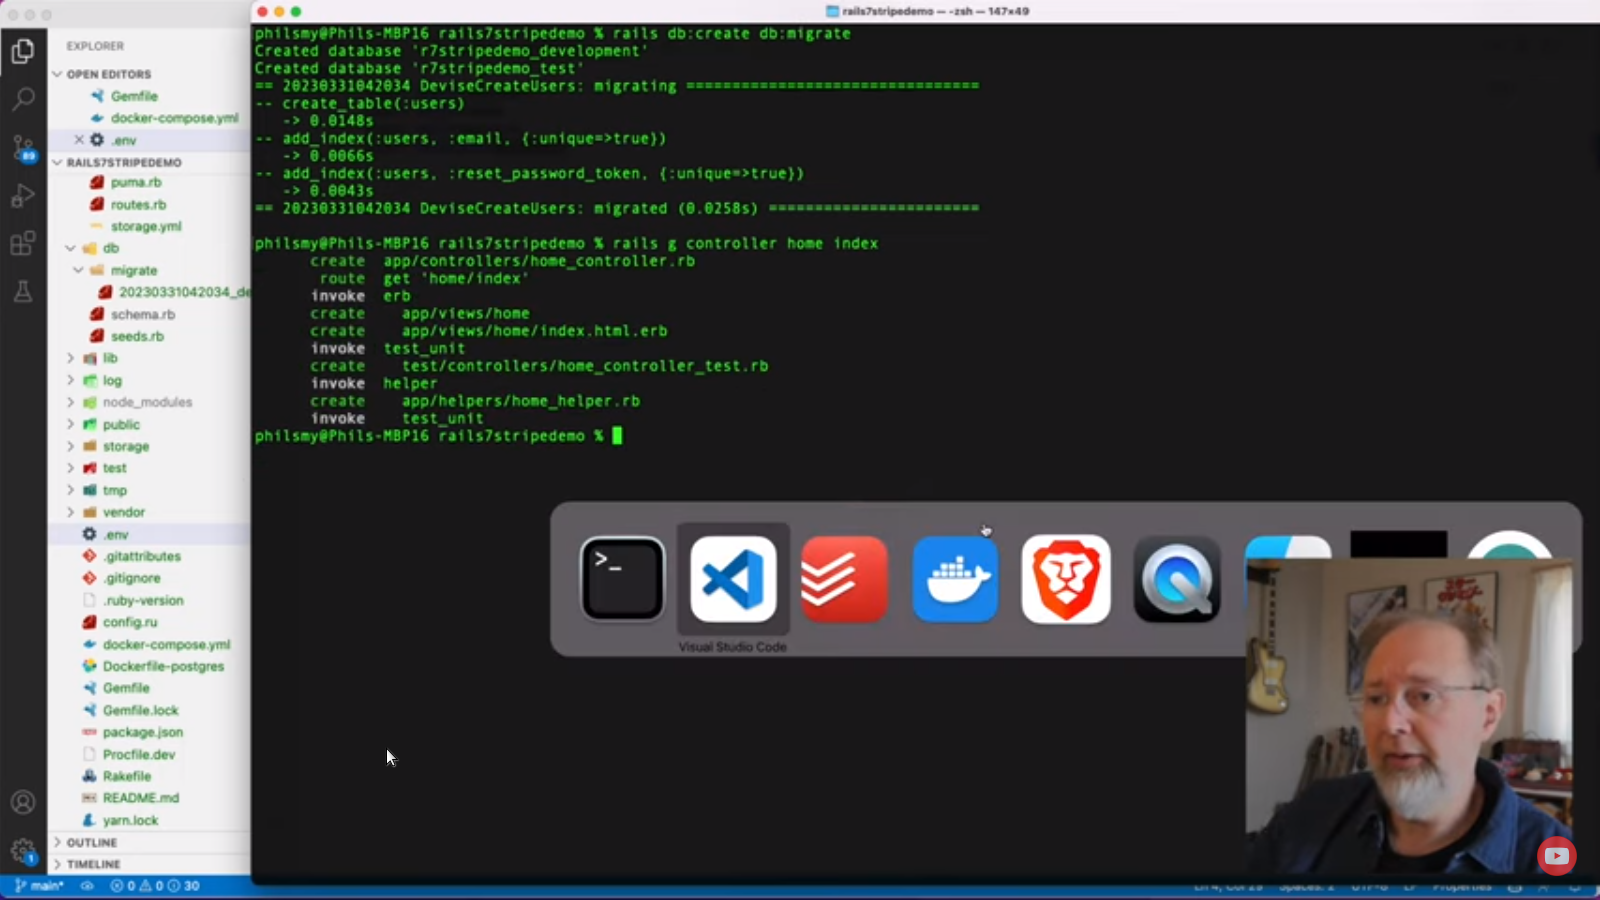 rails7stripedemo — -zsh — 147×49
EXPLORER
OPEN EDITORS
Gemfile
docker-compose.yml
.env
RAILS7STRIPEDEMO
puma.rb
routes.rb
storage.yml
db
migrate
20230331042034_de
schema.rb
seeds.rb
lib
log
node_modules
public
storage
test
tmp
vendor
.env
.gitattributes
.gitignore
.ruby-version
config.ru
docker-compose.yml
Dockerfile-postgres
Gemfile
Gemfile.lock
package.json
Procfile.dev
Rakefile
README.md
yarn.lock
OUTLINE
TIMELINE
89
1
philsmy@Phils-MBP16 rails7stripedemo % rails db:create db:migrate
Created database 'r7stripedemo_development'
Created database 'r7stripedemo_test'
== 20230331042034 DeviseCreateUsers: migrating ================================
-- create_table(:users)
-> 0.0148s
-- add_index(:users, :email, {:unique=>true})
-> 0.0066s
-- add_index(:users, :reset_password_token, {:unique=>true})
-> 0.0043s
== 20230331042034 DeviseCreateUsers: migrated (0.0258s) =======================
philsmy@Phils-MBP16 rails7stripedemo % rails g controller home index
create app/controllers/home_controller.rb
route get 'home/index'
invoke erb
create app/views/home
create app/views/home/index.html.erb
invoke test_unit
create test/controllers/home_controller_test.rb
invoke helper
create app/helpers/home_helper.rb
invoke test_unit
philsmy@Phils-MBP16 rails7stripedemo %
>_
Visual Studio Code
main* 0 0 30